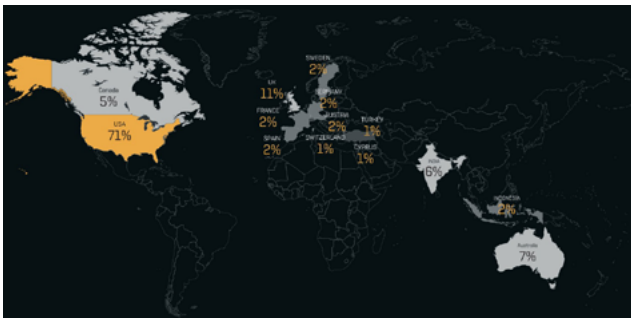 SWEDEN
2%
UK
11%
GERMANY
2%
Canada
5%
FRANCE
2%
AUSTRIA
2%
TURKEY
1%
USA
71%
SPAIN
2%
SWITZERLAND
1%
CYPRUS
1%
India
6%
INDONESIA
2%
Australia
7%